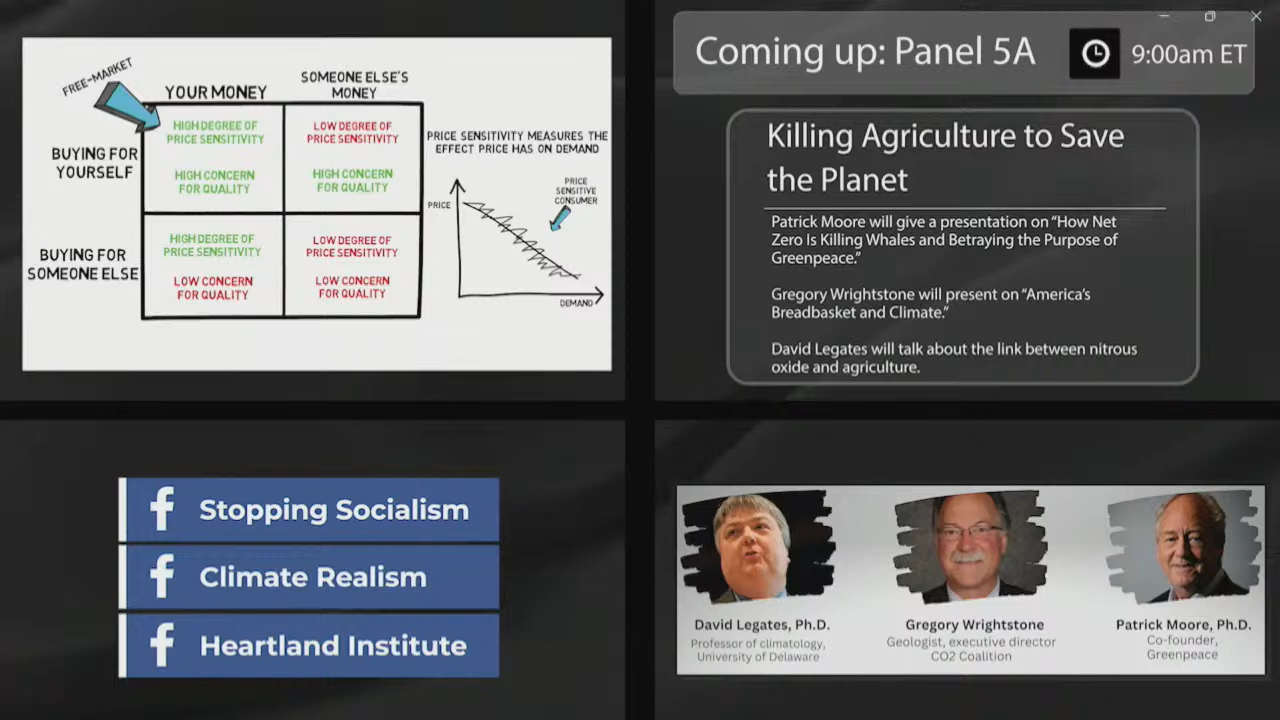 FREE-MARKET
YOUR MONEY
SOMEONE ELSE'S
MONEY
BUYING FOR
YOURSELF
HIGH DEGREE OF
PRICE SENSITIVITY
HIGH CONCERN
FOR QUALITY
LOW DEGREE OF
PRICE SENSITIVITY
HIGH CONCERN
FOR QUALITY
BUYING FOR
SOMEONE ELSE
HIGH DEGREE OF
PRICE SENSITIVITY
LOW CONCERN
FOR QUALITY
LOW DEGREE OF
PRICE SENSITIVITY
LOW CONCERN
FOR QUALITY
PRICE SENSITIVITY MEASURES THE
EFFECT PRICE HAS ON DEMAND
PRICE
PRICE
SENSITIVE
CONSUMER
DEMAND
Coming up: Panel 5A
9:00am ET
Killing Agriculture to Save
the Planet
Patrick Moore will give a presentation on “How Net
Zero Is Killing Whales and Betraying the Purpose of
Greenpeace.”
Gregory Wrightstone will present on “America’s
Breadbasket and Climate.”
David Legates will talk about the link between nitrous
oxide and agriculture.
Stopping Socialism
Climate Realism
Heartland Institute
David Legates, Ph.D.
Professor of climatology,
University of Delaware
Gregory Wrightstone
Geologist, executive director
CO2 Coalition
Patrick Moore, Ph.D.
Co-founder,
Greenpeace